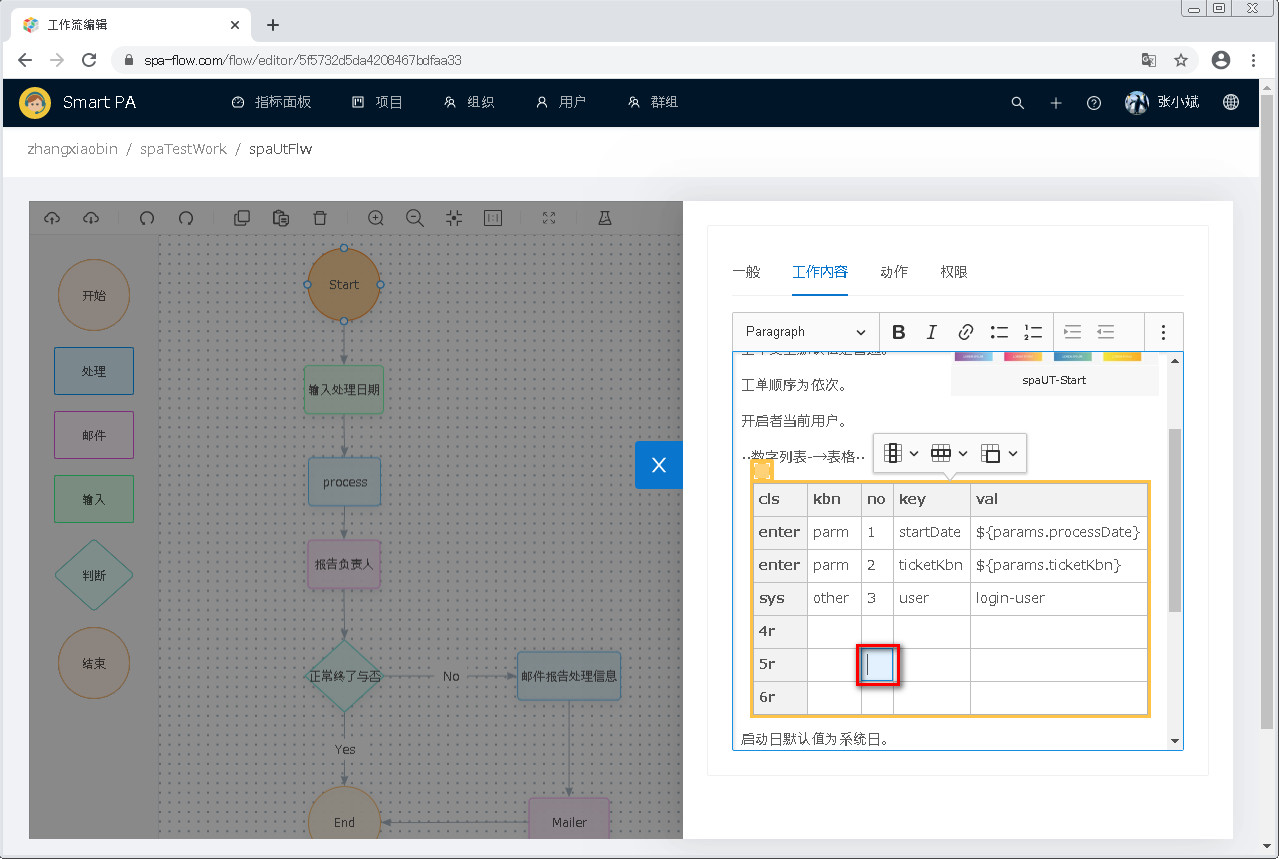 工作流编辑
spa-flow.com/flow/editor/5f5732d5da4208467bdfaa33
Smart PA 指标面板 项目 组织 用户 群组 张小斌
zhangxiaobin / spaTestWork / spaUtFlw
开始
处理
邮件
输入
判断
结束
Start
输入处理日期
process
报告负责人
正常终了与否 No 邮件报告处理信息
Yes
End Mailer
一般 工作内容 动作 权限
Paragraph B I
spaUT-Start
工单顺序为依次。
开启者当前用户。
··数字列表-→表格··
cls kbn no key val
enter parm 1 startDate ${params.processDate}
enter parm 2 ticketKbn ${params.ticketKbn}
sys other 3 user login-user
4r
5r
6r
启动日默认值为系统日。